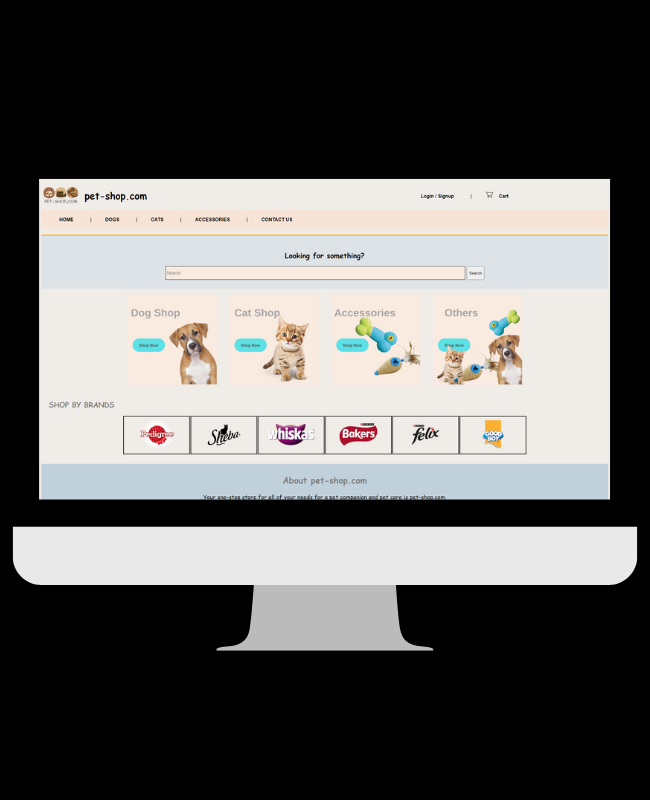 PET-SHOP.COM
pet-shop.com
Login / Signup | Cart
HOME | DOGS | CATS | ACCESSORIES | CONTACT US
Looking for something?
Search Search
Dog Shop Cat Shop Accessories Others
Shop Now Shop Now Shop Now Shop Now
SHOP BY BRANDS
Pedigree Sheba Whiskas PURINA Bakers PURINA felix GOOD BOY
About pet-shop.com
Your one-stop store for all of your needs for a pet companion and pet care is pet-shop.com.